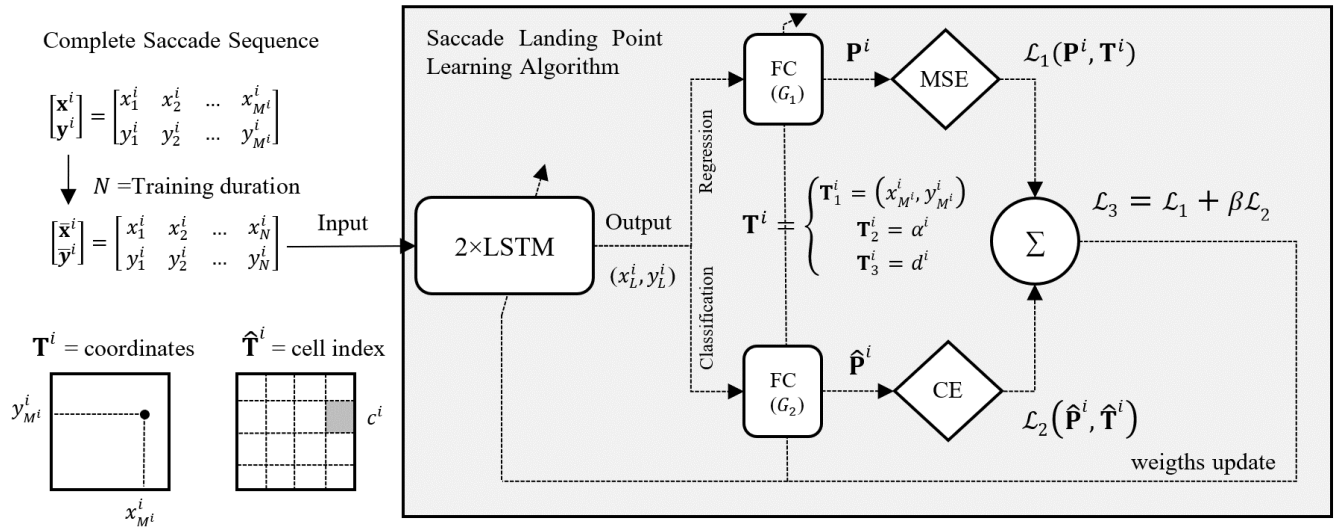 Complete Saccade Sequence
[𝐱^i 𝐲^i] = [x_1^i x_2^i ... x_{M^i}^i
y_1^i y_2^i ... y_{M^i}^i]
N =Training duration
[𝐱̅^i 𝐲̅^i] = [x_1^i x_2^i ... x_N^i
y_1^i y_2^i ... y_N^i]
Input
𝐓^i = coordinates
𝐓̂^i = cell index
y_{M^i}^i
x_{M^i}^i
c^i
Saccade Landing Point
Learning Algorithm
2×LSTM
Output
(x_L^i, y_L^i)
Regression
Classification
FC
(G_1)
𝐏^i
MSE
ℒ_1(𝐏^i, 𝐓^i)
𝐓^i = { 𝐓_1^i = (x_{M^i}^i, y_{M^i}^i)
𝐓_2^i = α^i
𝐓_3^i = d^i
Σ
ℒ_3 = ℒ_1 + βℒ_2
FC
(G_2)
𝐏̂^i
CE
ℒ_2(𝐏̂^i, 𝐓̂^i)
weigths update